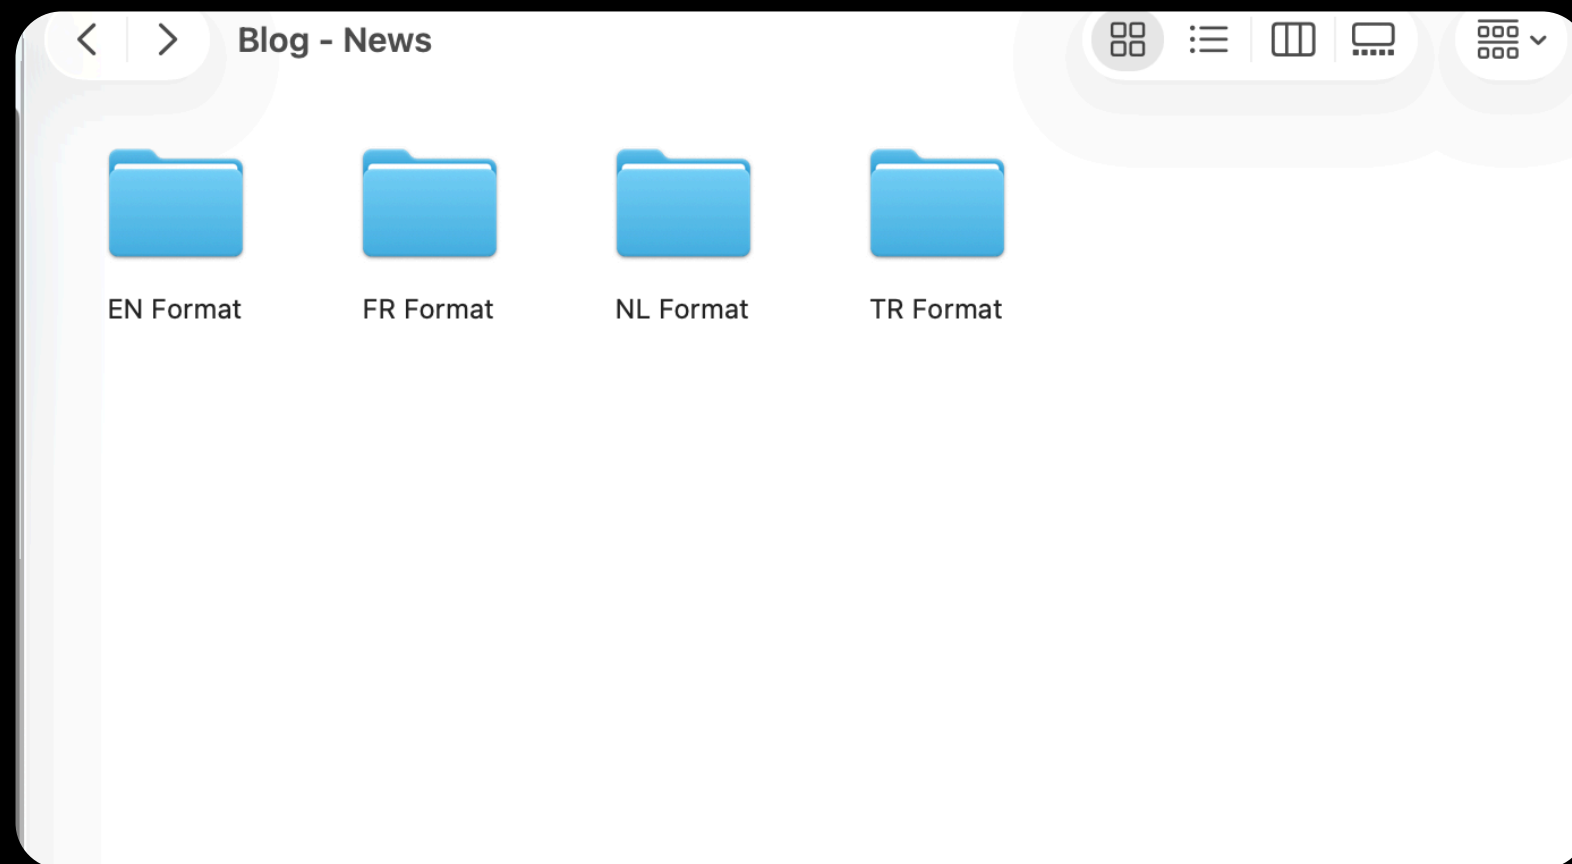 Blog - News
EN Format
FR Format
NL Format
TR Format